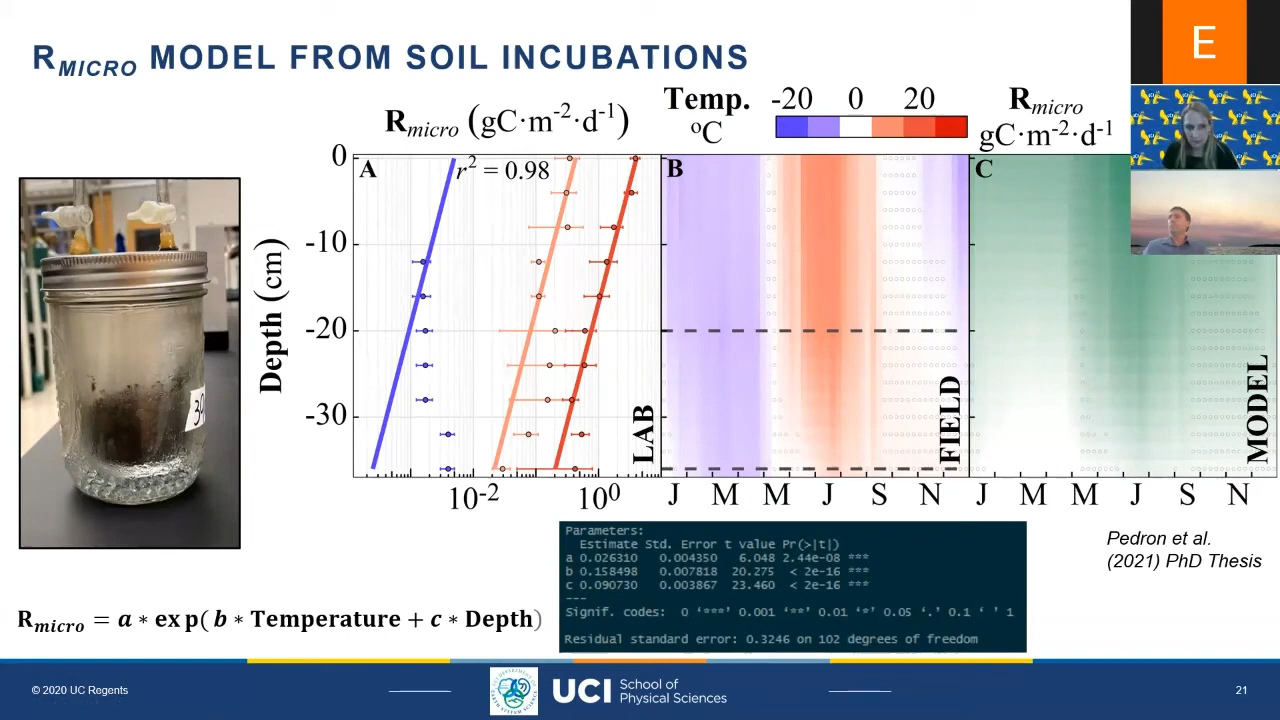 R_MICRO MODEL FROM SOIL INCUBATIONS
E
R_micro (gC·m⁻²·d⁻¹)
Temp. -20 0 20
ºC
R_micro
gC·m⁻²·d⁻¹
A r² = 0.98
B
C
Depth (cm)
0
-10
-20
-30
LAB
FIELD
MODEL
10⁻² 10⁰
J M M J S N
J M M J S N
Parameters:
Estimate Std. Error t value Pr(>|t|)
a 0.026310 0.004350 6.048 2.44e-08 ***
b 0.158498 0.007818 20.275 < 2e-16 ***
c 0.090730 0.003867 23.460 < 2e-16 ***
---
Signif. codes: 0 ‘***’ 0.001 ‘**’ 0.01 ‘*’ 0.05 ‘.’ 0.1 ‘ ’ 1
Residual standard error: 0.3246 on 102 degrees of freedom
Pedron et al.
(2021) PhD Thesis
R_micro = a * exp( b * Temperature + c * Depth)
© 2020 UC Regents
UCI School of
Physical Sciences
21